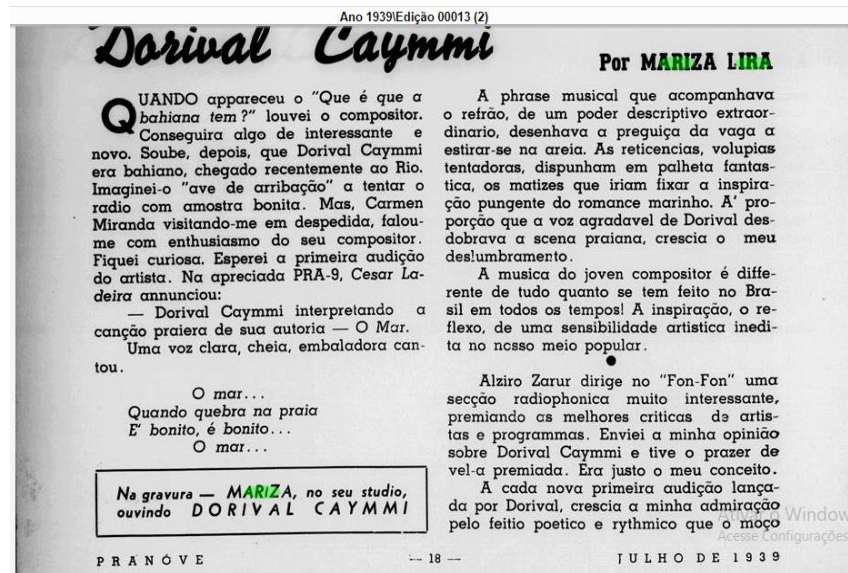 Ano 1939\Edição 00013 (2)
Dorival Caymmi
Por MARIZA LIRA
QUANDO appareceu o "Que é que a
bahiana tem?" louvei o compositor.
Conseguira algo de interessante e
novo. Soube, depois, que Dorival Caymmi
era bahiano, chegado recentemente ao Rio.
Imaginei-o "ave de arribação" a tentar o
radio com amostra bonita. Mas, Carmen
Miranda visitando-me em despedida, falou-
me com enthusiasmo do seu compositor.
Fiquei curiosa. Esperei a primeira audição
do artista. Na apreciada PRA-9, Cesar La-
deira annunciou:
— Dorival Caymmi interpretando a
canção praiera de sua autoria — O Mar.
Uma voz clara, cheia, embaladora can-
tou.
O mar...
Quando quebra na praia
E' bonito, é bonito...
O mar...
Na gravura — MARIZA, no seu studio,
ouvindo DORIVAL CAYMMI
A phrase musical que acompanhava
o refrão, de um poder descriptivo extraor-
dinario, desenhava a preguiça da vaga a
estirar-se na areia. As reticencias, volupias
tentadoras, dispunham em palheta fantas-
tica, os matizes que iriam fixar a inspira-
ção pungente do romance marinho. A' pro-
porção que a voz agradavel de Dorival des-
dobrava a scena praiana, crescia o meu
deslumbramento.
A musica do joven compositor é diffe-
rente de tudo quanto se tem feito no Bra-
sil em todos os tempos! A inspiração, o re-
flexo, de uma sensibilidade artistica inedi-
ta no nosso meio popular.
Alziro Zarur dirige no "Fon-Fon" uma
secção radiophonica muito interessante,
premiando as melhores criticas de artis-
tas e programmas. Enviei a minha opinião
sobre Dorival Caymmi e tive o prazer de
vel-a premiada. Era justo o meu conceito.
A cada nova primeira audição lança-
da por Dorival, crescia a minha admiração
pelo feitio poetico e rythmico que o moço
Ativar o Window
Acesse Configurações
PRANÓVE — 18 — JULHO DE 1939